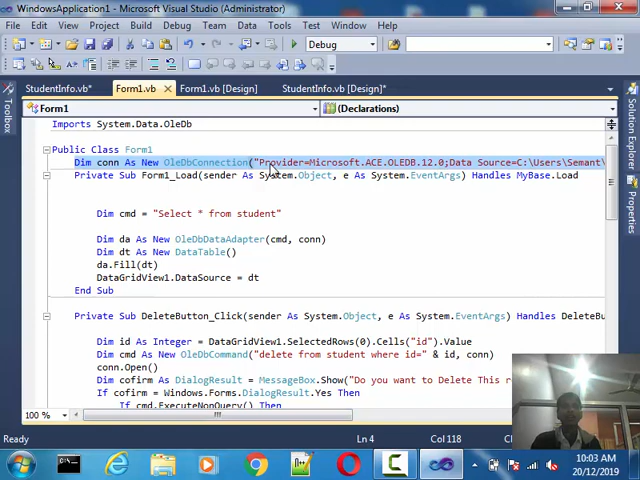 WindowsApplication1 - Microsoft Visual Studio (Administrator)
File Edit View Project Build Debug Team Data Tools Test Window Help
Debug
StudentInfo.vb* Form1.vb Form1.vb [Design] StudentInfo.vb [Design]*
Form1 (Declarations)
Toolbox
Properties
Imports System.Data.OleDb
Public Class Form1
Dim conn As New OleDbConnection("Provider=Microsoft.ACE.OLEDB.12.0;Data Source=C:\Users\Semant\
Private Sub Form1_Load(sender As System.Object, e As System.EventArgs) Handles MyBase.Load
Dim cmd = "Select * from student"
Dim da As New OleDbDataAdapter(cmd, conn)
Dim dt As New DataTable()
da.Fill(dt)
DataGridView1.DataSource = dt
End Sub
Private Sub DeleteButton_Click(sender As System.Object, e As System.EventArgs) Handles DeleteBu
Dim id As Integer = DataGridView1.SelectedRows(0).Cells("id").Value
Dim cmd As New OleDbCommand("delete from student where id=" & id, conn)
conn.Open()
Dim cofirm As DialogResult = MessageBox.Show("Do you want to Delete This r
If cofirm = Windows.Forms.DialogResult.Yes Then
If cmd.ExecuteNonQuery() Then
100 %
Ready Ln 4 Col 118
10:03 AM
20/12/2019